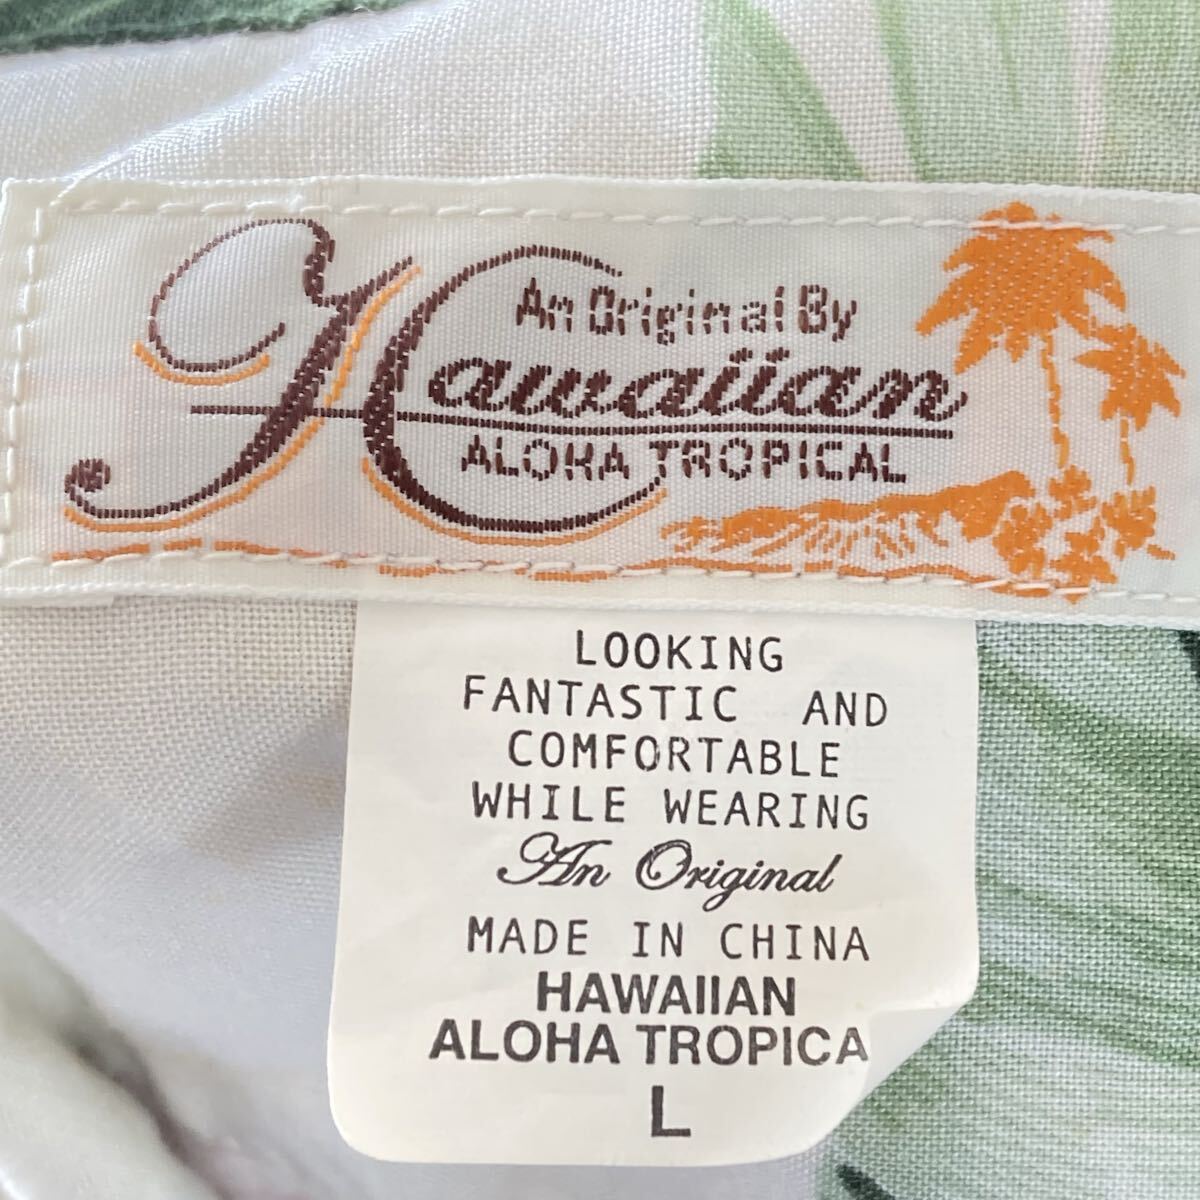 An Original By
Hawaiian
ALOHA TROPICAL
LOOKING
FANTASTIC AND
COMFORTABLE
WHILE WEARING
An Original
MADE IN CHINA
HAWAIIAN
ALOHA TROPICA
L